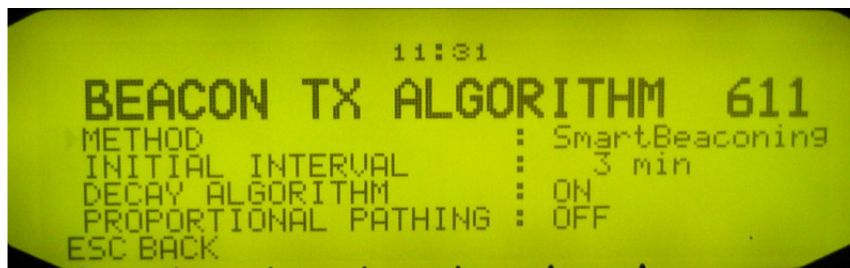 11:31
BEACON TX ALGORITHM 611
METHOD : SmartBeaconing
INITIAL INTERVAL : 3 min
DECAY ALGORITHM : ON
PROPORTIONAL PATHING : OFF
ESC BACK